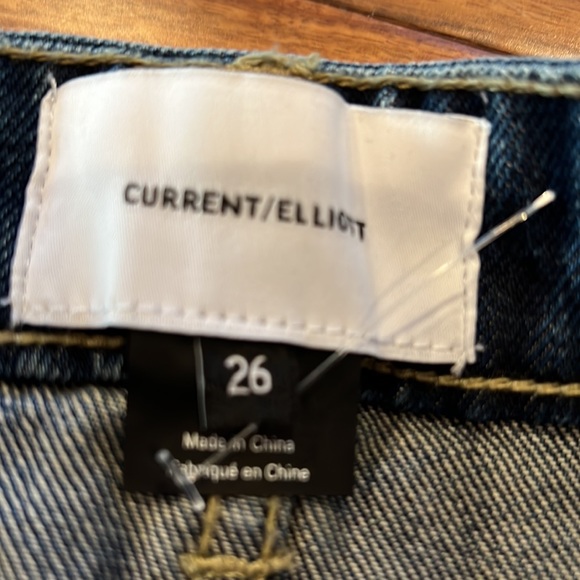 CURRENT/ELLIOTT
26
Made in China
Fabriqué en Chine